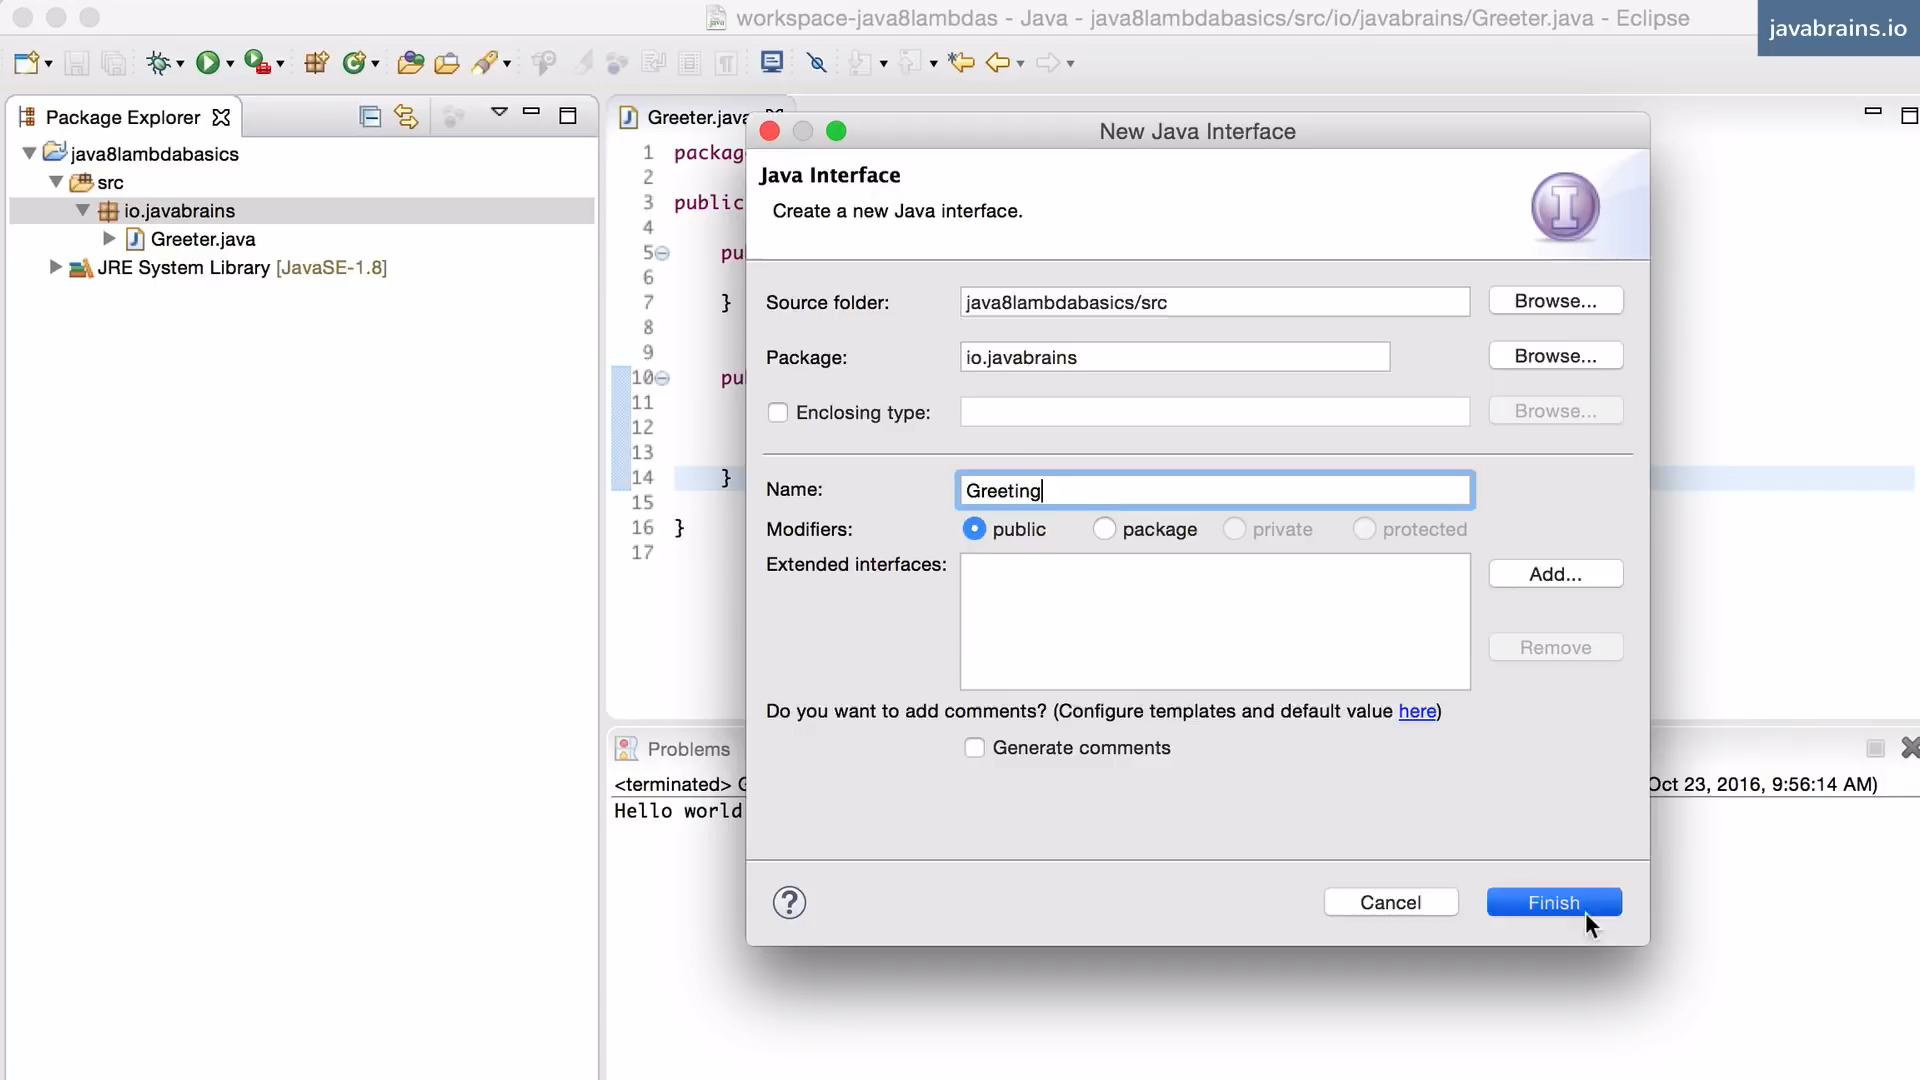 workspace-java8lambdas - Java - java8lambdabasics/src/io/javabrains/Greeter.java - Eclipse
javabrains.io
Package Explorer
java8lambdabasics
src
io.javabrains
Greeter.java
JRE System Library [JavaSE-1.8]
Greeter.java
1 packag
2
3 public
4
5 pu
6
7 }
8
9
10 pu
11
12
13
14 }
15
16 }
17
New Java Interface
Java Interface
Create a new Java interface.
Source folder: java8lambdabasics/src Browse...
Package: io.javabrains Browse...
Enclosing type: Browse...
Name: Greeting
Modifiers: public package private protected
Extended interfaces: Add...
Remove
Do you want to add comments? (Configure templates and default value here)
Generate comments
? Cancel Finish
Problems
<terminated> G Oct 23, 2016, 9:56:14 AM)
Hello world